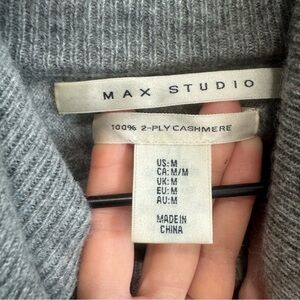 MAX STUDIO
100% 2-PLY CASHMERE
US:M
CA:M/M
UK:M
EU:M
AU:M
MADE IN
CHINA